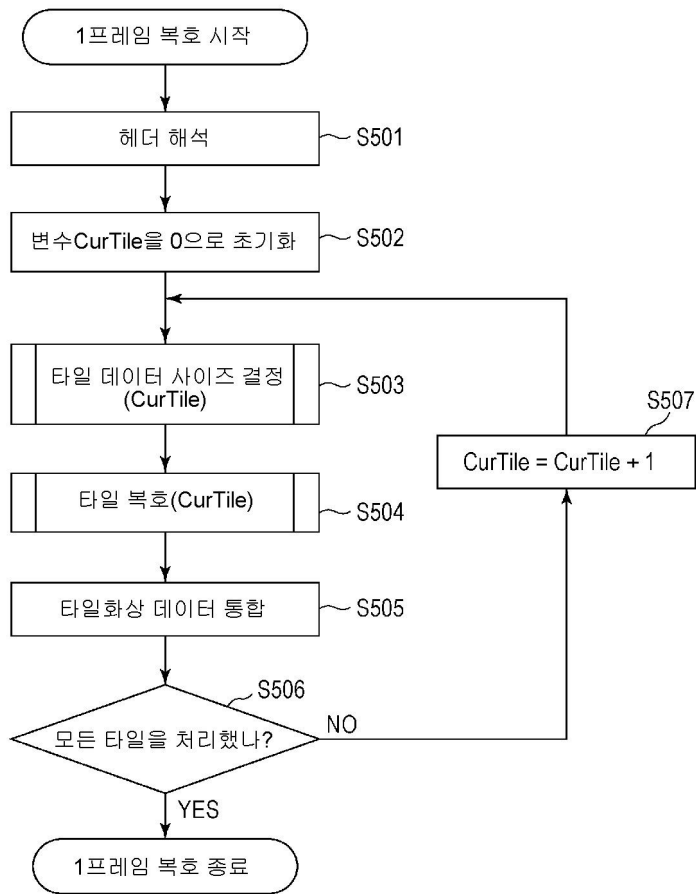 1프레임 복호 시작
헤더 해석
S501
변수CurTile을 0으로 초기화
S502
타일 데이터 사이즈 결정
(CurTile)
S503
S507
CurTile = CurTile + 1
타일 복호(CurTile)
S504
타일화상 데이터 통합
S505
S506
모든 타일을 처리했나?
NO
YES
1프레임 복호 종료